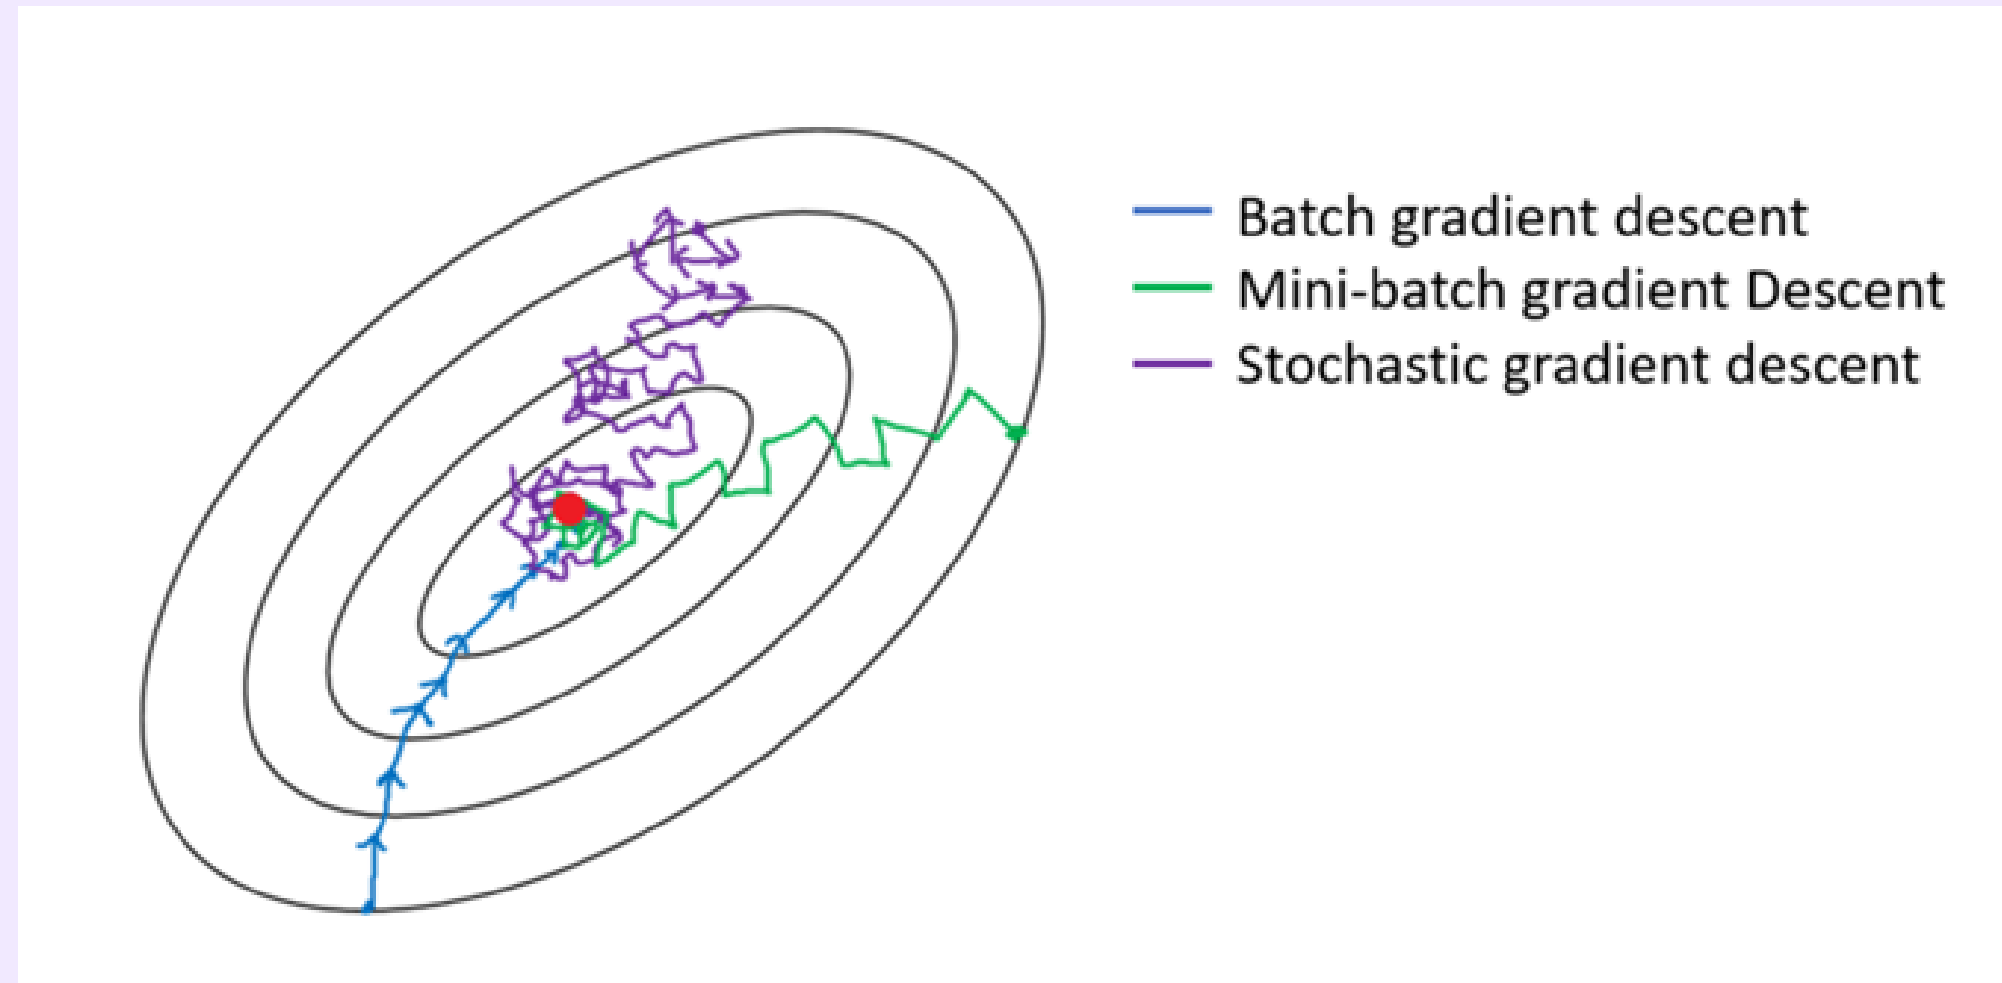 Batch gradient descent
Mini-batch gradient Descent
Stochastic gradient descent